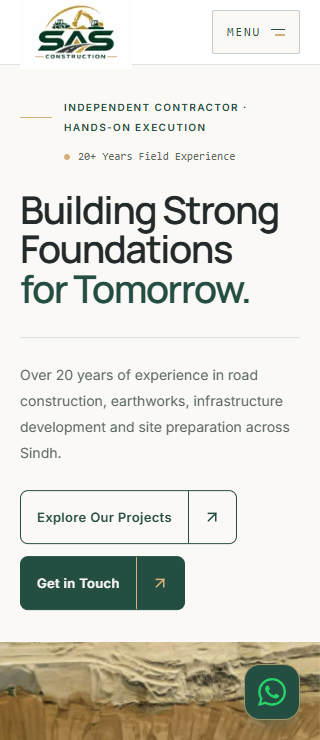 SAS
CONSTRUCTION
MENU
INDEPENDENT CONTRACTOR ·
HANDS-ON EXECUTION
20+ Years Field Experience
Building Strong
Foundations
for Tomorrow.
Over 20 years of experience in road
construction, earthworks, infrastructure
development and site preparation across
Sindh.
Explore Our Projects
Get in Touch